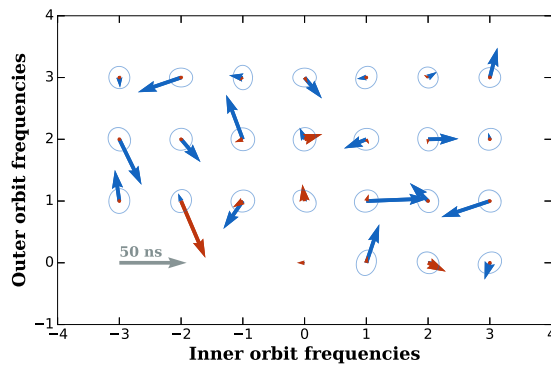 4
3
2
1
0
−1
Outer orbit frequencies
50 ns
−4 −3 −2 −1 0 1 2 3 4
Inner orbit frequencies